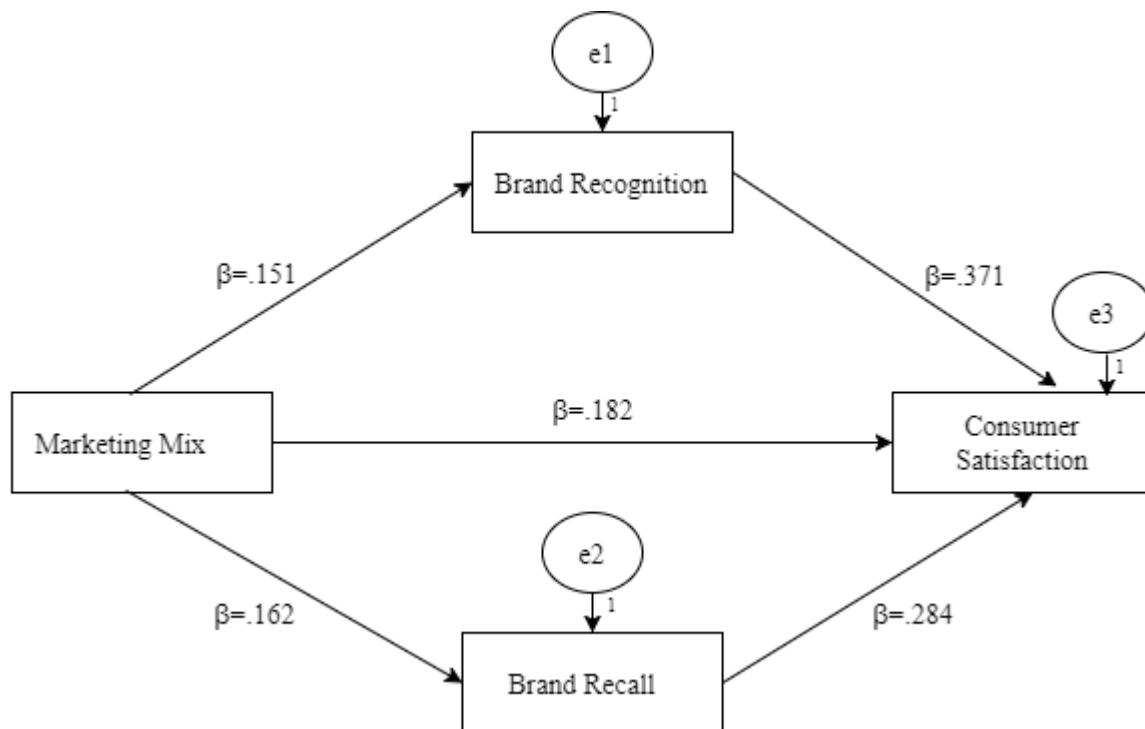 e1
1
Brand Recognition
β=.151
β=.371
e3
1
β=.182
Marketing Mix
Consumer
Satisfaction
e2
1
β=.162
β=.284
Brand Recall